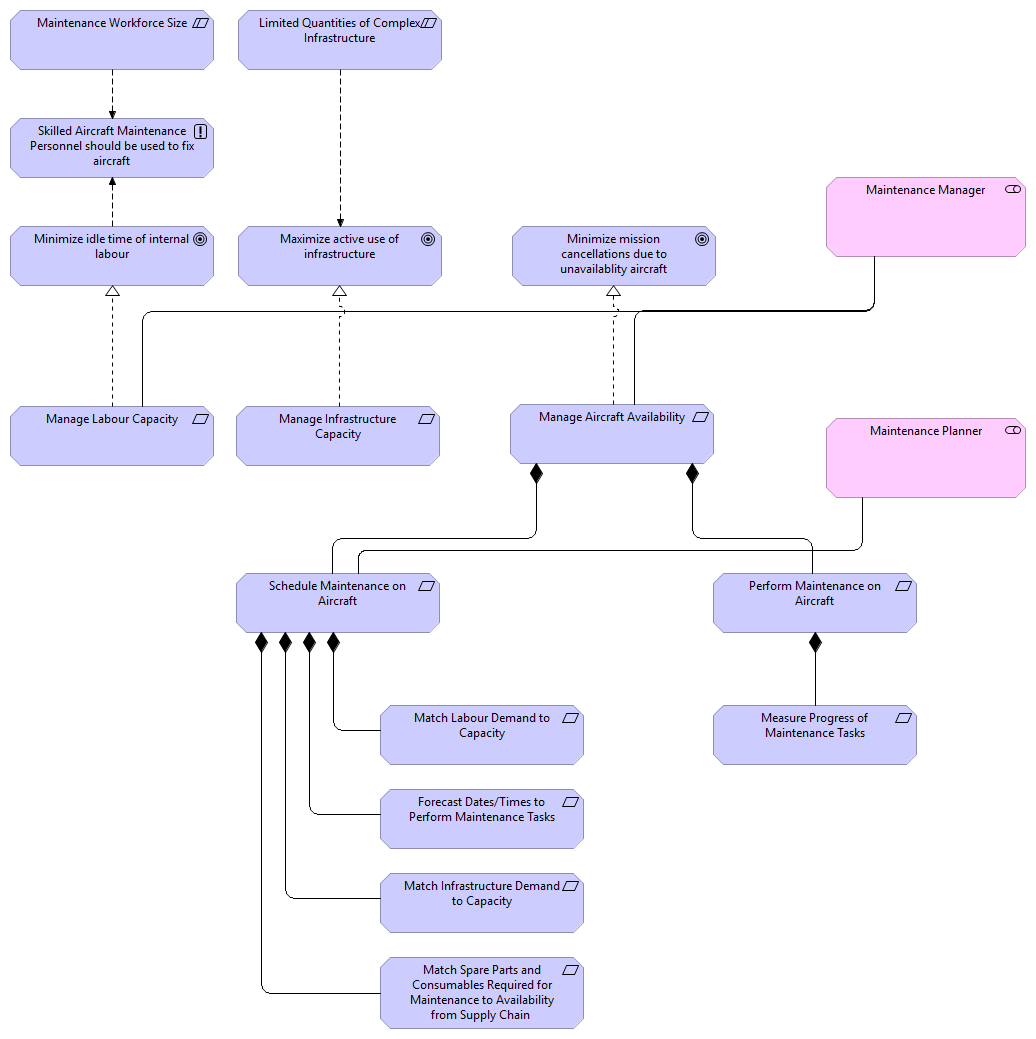 Maintenance Workforce Size
Limited Quantities of Complex
Infrastructure
Skilled Aircraft Maintenance
Personnel should be used to fix
aircraft
Maintenance Manager
Minimize idle time of internal
labour
Maximize active use of
infrastructure
Minimize mission
cancellations due to
unavailablity aircraft
Manage Labour Capacity
Manage Infrastructure
Capacity
Manage Aircraft Availability
Maintenance Planner
Schedule Maintenance on
Aircraft
Perform Maintenance on
Aircraft
Match Labour Demand to
Capacity
Measure Progress of
Maintenance Tasks
Forecast Dates/Times to
Perform Maintenance Tasks
Match Infrastructure Demand
to Capacity
Match Spare Parts and
Consumables Required for
Maintenance to Availability
from Supply Chain